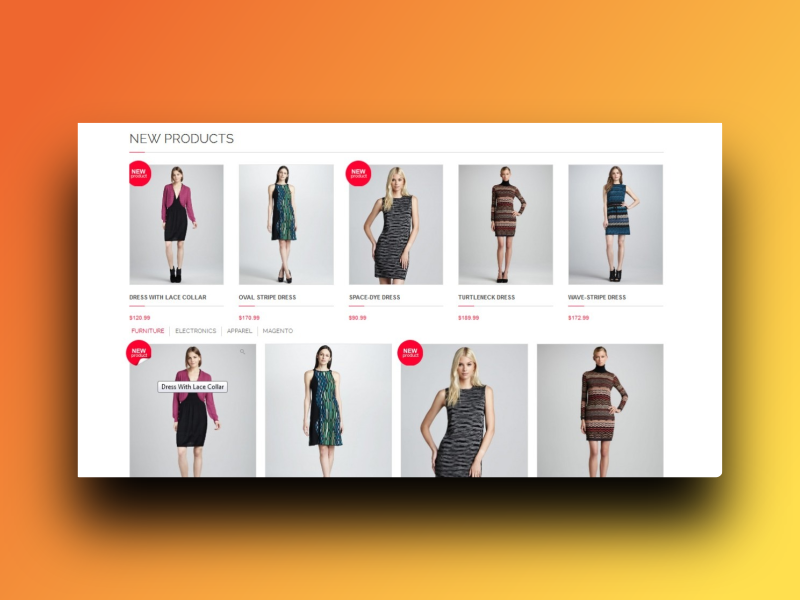 NEW PRODUCTS
NEW
product
NEW
product
DRESS WITH LACE COLLAR
OVAL STRIPE DRESS
SPACE-DYE DRESS
TURTLENECK DRESS
WAVE-STRIPE DRESS
$120.99
$170.99
$90.99
$189.99
$172.99
FURNITURE
ELECTRONICS
APPAREL
MAGENTO
NEW
product
NEW
product
Dress With Lace Collar